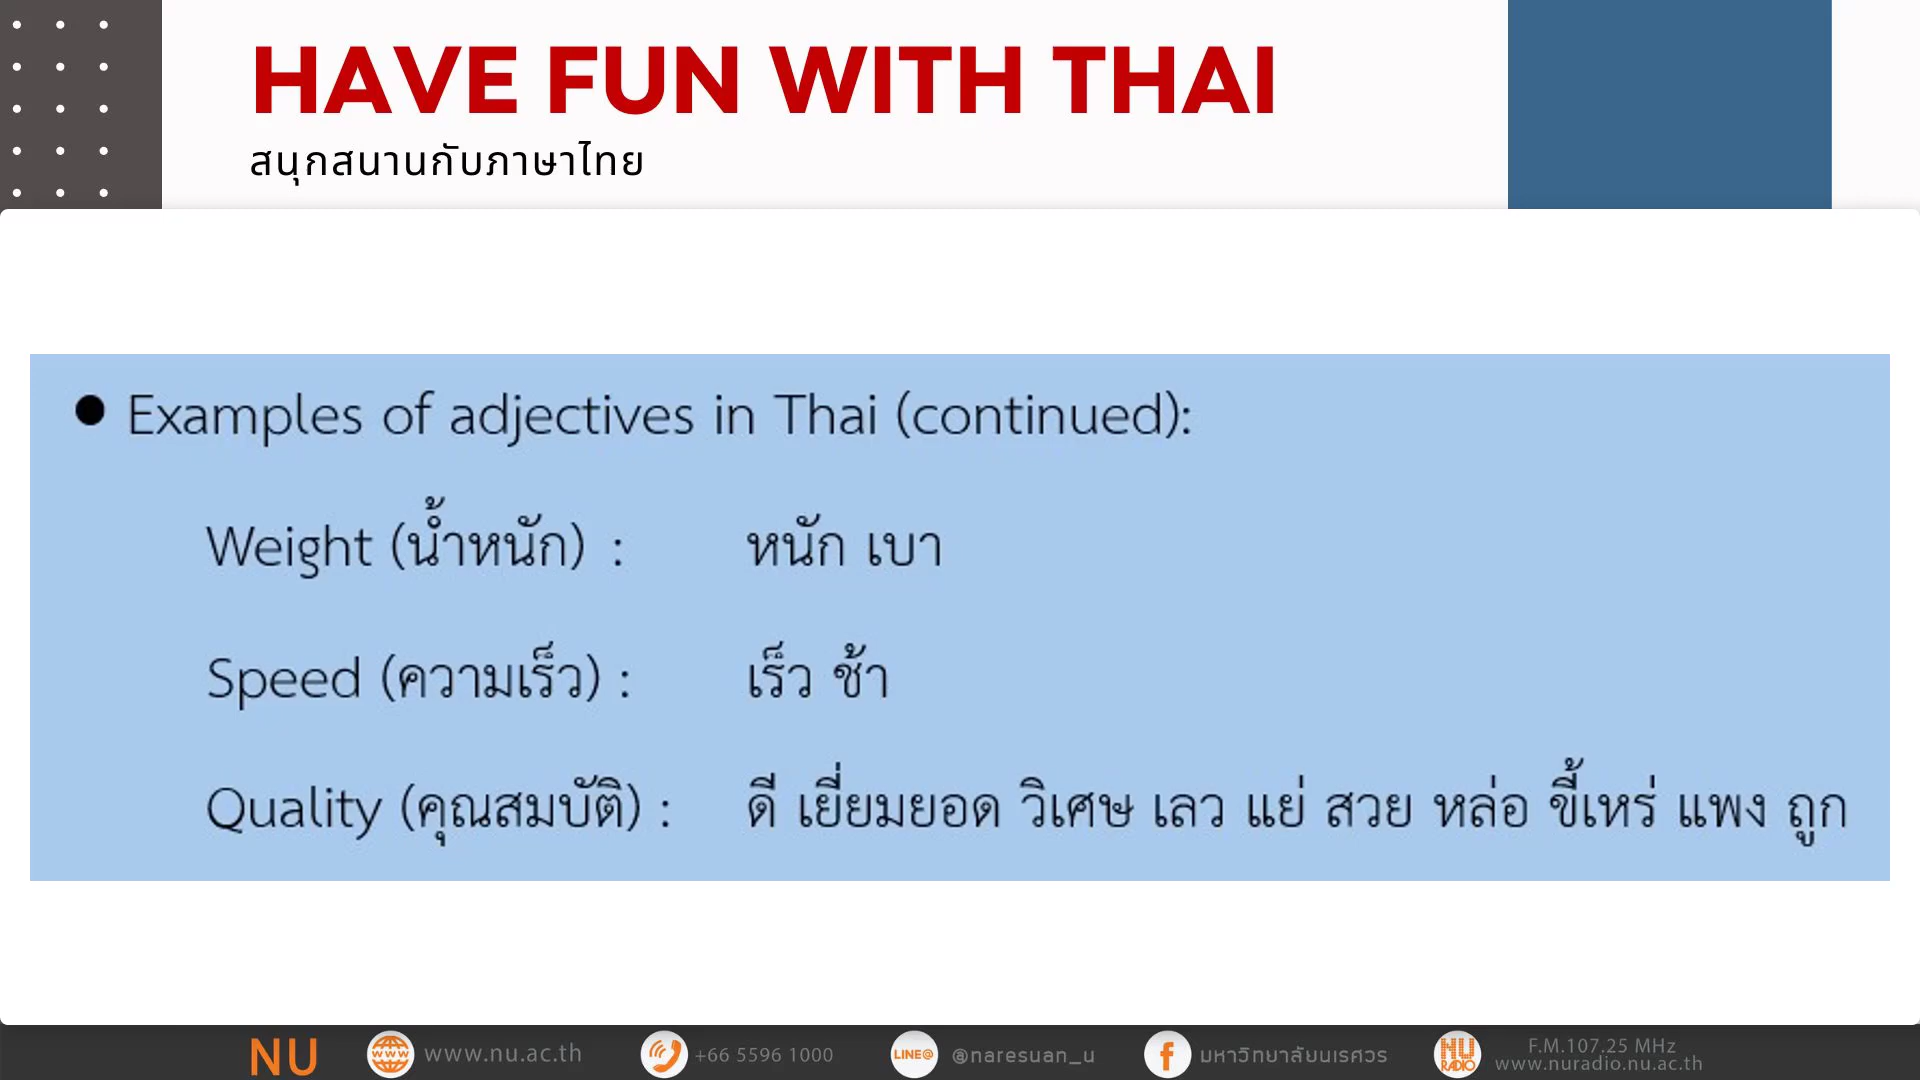 HAVE FUN WITH THAI
สนุกสนานกับภาษาไทย
● Examples of adjectives in Thai (continued):
Weight (น้ำหนัก) : หนัก เบา
Speed (ความเร็ว) : เร็ว ช้า
Quality (คุณสมบัติ) : ดี เยี่ยมยอด วิเศษ เลว แย่ สวย หล่อ ขี้เหร่ แพง ถูก
NU www www.nu.ac.th +66 5596 1000 LINE@ @naresuan_u f มหาวิทยาลัยนเรศวร NU RADIO F.M.107.25 MHz
www.nuradio.nu.ac.th